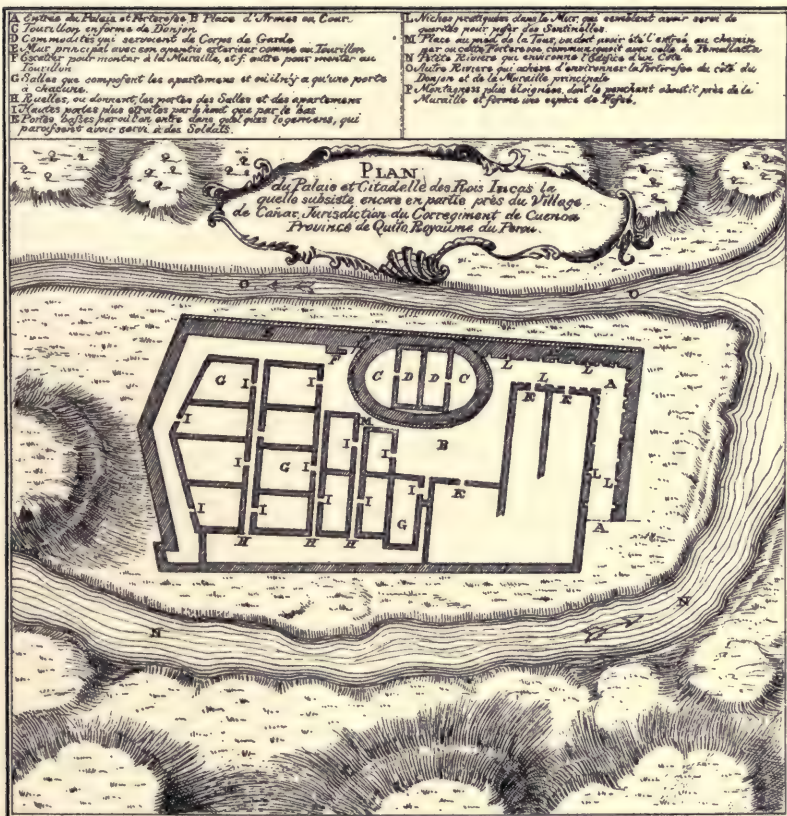 A Entrée du Palais et Forteresse B Place d'Armes ou Cour
C Tourillon en forme de Donjon
D Commodités qui servoient de Corps de Garde
E Mur principal avec son apentis exterieur comme au Tourillon
F Escalier pour monter à la Muraille, et f. autre pour monter au
Tourillon
G Salles que composent les apartemens et où il n'y a qu'une porte
à chacune.
H Ruelles, ou donnent, les portes des Salles et des apartemens
I Hautes portes plus etroites par le haut que par le bas
K Portes basses par où l'on entre dans quelques logemens, qui
paroissent avoir servi à des Soldats.
L Niches pratiquées dans le Mur, qui semblent avoir servi de
guerites pour poser des Sentinelles.
M Place au pied de la Tour, ou doit avoir été l'entrée au chemin
par ou cette Forteresse communiquoit avec celle de
N Petite Riviere qui environne l'Edifice d'un Coté
O Autre Riviere qui acheve d'environner la Forteresse du côté du
Donjon et de la Muraille principale
P Montagnes plus éloignées, dont le penchant aboutit près de la
Muraille et forme une espece de Fossé.
PLAN
du Palais et Citadelle des Rois Incas la
quelle subsiste encore en partie près du Village
de Cañar, Jurisdiction du Corregiment de Cuenca
Province de Quito Royaume du Perou.
O O
E
F L L L
G I I C D D C A
L
K K
M B
I I I
I G I
L
L
I K
I I I I
G A
H H H
N
N